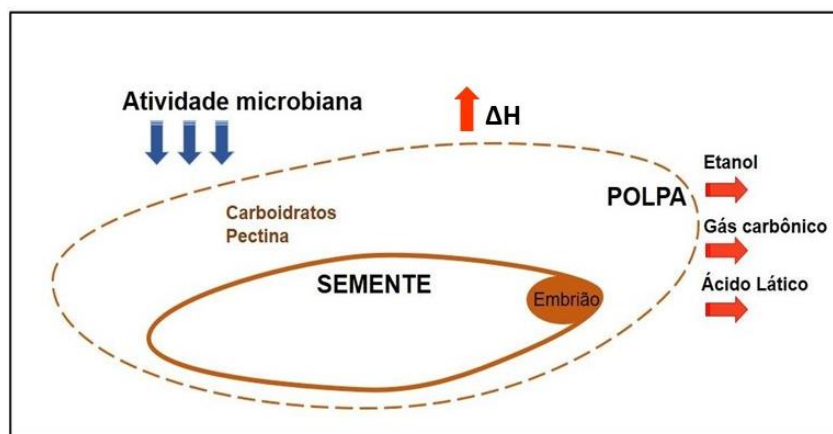 Atividade microbiana
ΔH
Etanol
POLPA
Carboidratos
Pectina
Gás carbônico
SEMENTE
Ácido Lático
Embrião